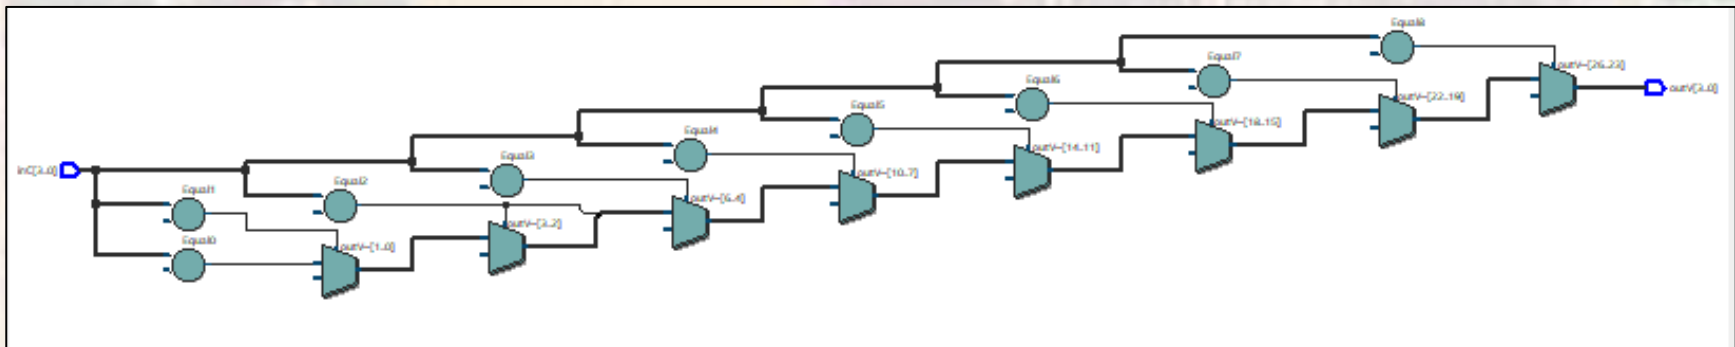 Equal8
Equal7
outV~[26..23]
Equal6
outV~[22..19]
outV[3..0]
Equal5
outV~[18..15]
Equal4
outV~[14..11]
Equal3
outV~[10..7]
inC[3..0]
Equal2
outV~[6..4]
Equal1
outV~[3..2]
Equal0
outV~[1..0]